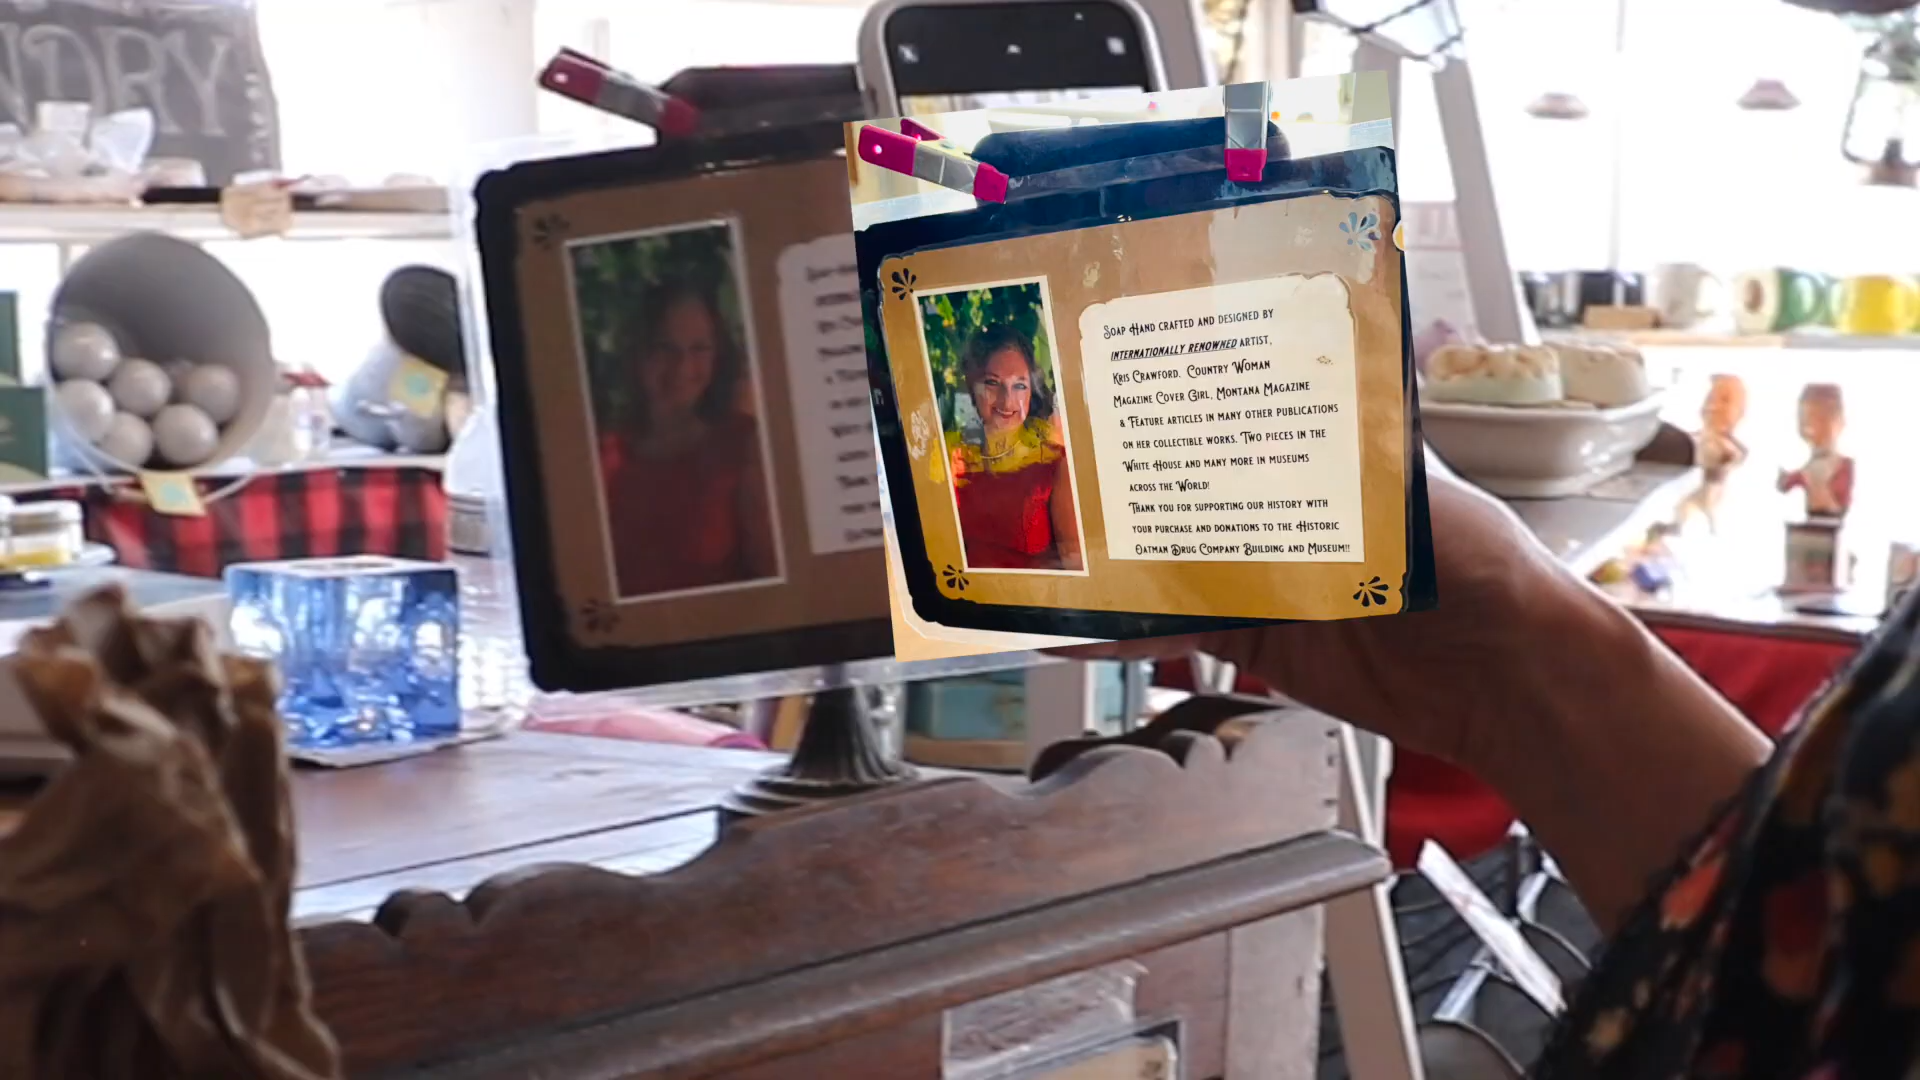 NDRY
Soap Hand crafted and designed by
internationally renowned artist,
Kris Crawford. Country Woman
Magazine Cover Girl, Montana Magazine
& Feature articles in many other publications
on her collectible works. Two pieces in the
White House and many more in museums
across the World!
Thank you for supporting our history with
your purchase and donations to the Historic
Oatman Drug Company Building and Museum!!